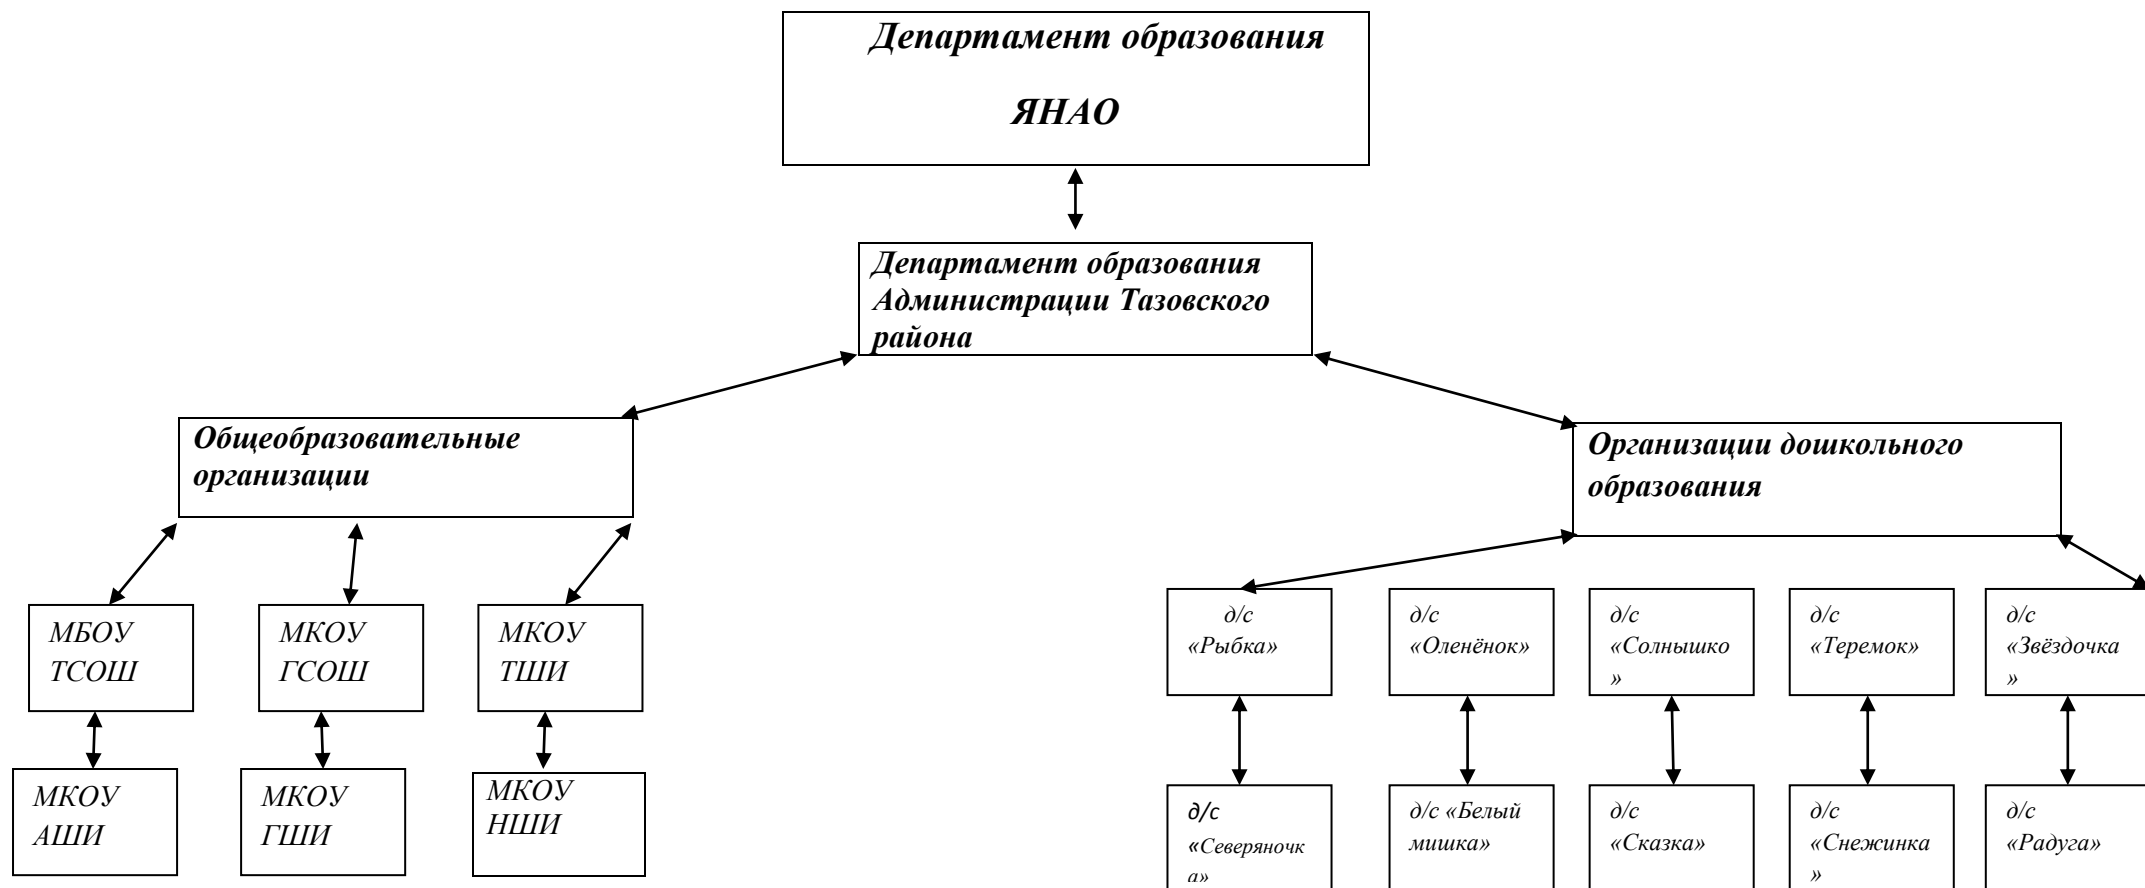 Департамент образования
ЯНАО
Департамент образования
Администрации Тазовского
района
Общеобразовательные
организации
Организации дошкольного
образования
МБОУ
ТСОШ
МКОУ
ГСОШ
МКОУ
ТШИ
д/с
«Рыбка»
д/с
«Оленёнок»
д/с
«Солнышко
»
д/с
«Теремок»
д/с
«Звёздочка
»
МКОУ
АШИ
МКОУ
ГШИ
МКОУ
НШИ
д/с
«Северяночк
а»
д/с «Белый
мишка»
д/с
«Сказка»
д/с
«Снежинка
»
д/с
«Радуга»